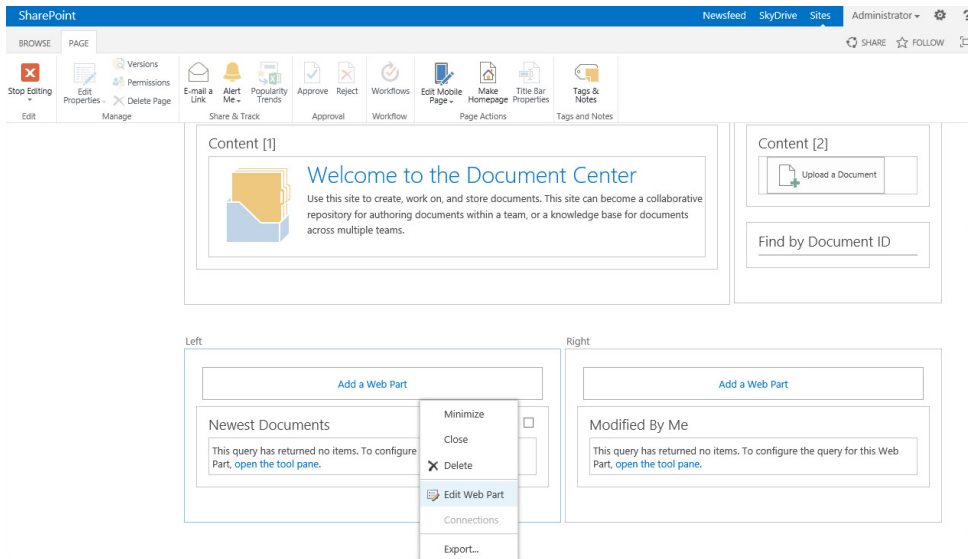 SharePoint
Newsfeed SkyDrive Sites Administrator ?
BROWSE PAGE
SHARE FOLLOW
Stop Editing
Edit Properties
Versions
Permissions
Delete Page
E-mail a Link
Alert Me
Popularity Trends
Approve
Reject
Workflows
Edit Mobile Page
Make Homepage
Title Bar Properties
Tags & Notes
Edit
Manage
Share & Track
Approval
Workflow
Page Actions
Tags and Notes
Content [1]
Welcome to the Document Center
Use this site to create, work on, and store documents. This site can become a collaborative
repository for authoring documents within a team, or a knowledge base for documents
across multiple teams.
Content [2]
Upload a Document
Find by Document ID
Left
Add a Web Part
Newest Documents
This query has returned no items. To configure
Part, open the tool pane.
Minimize
Close
Delete
Edit Web Part
Connections
Export...
Right
Add a Web Part
Modified By Me
This query has returned no items. To configure the query for this Web
Part, open the tool pane.